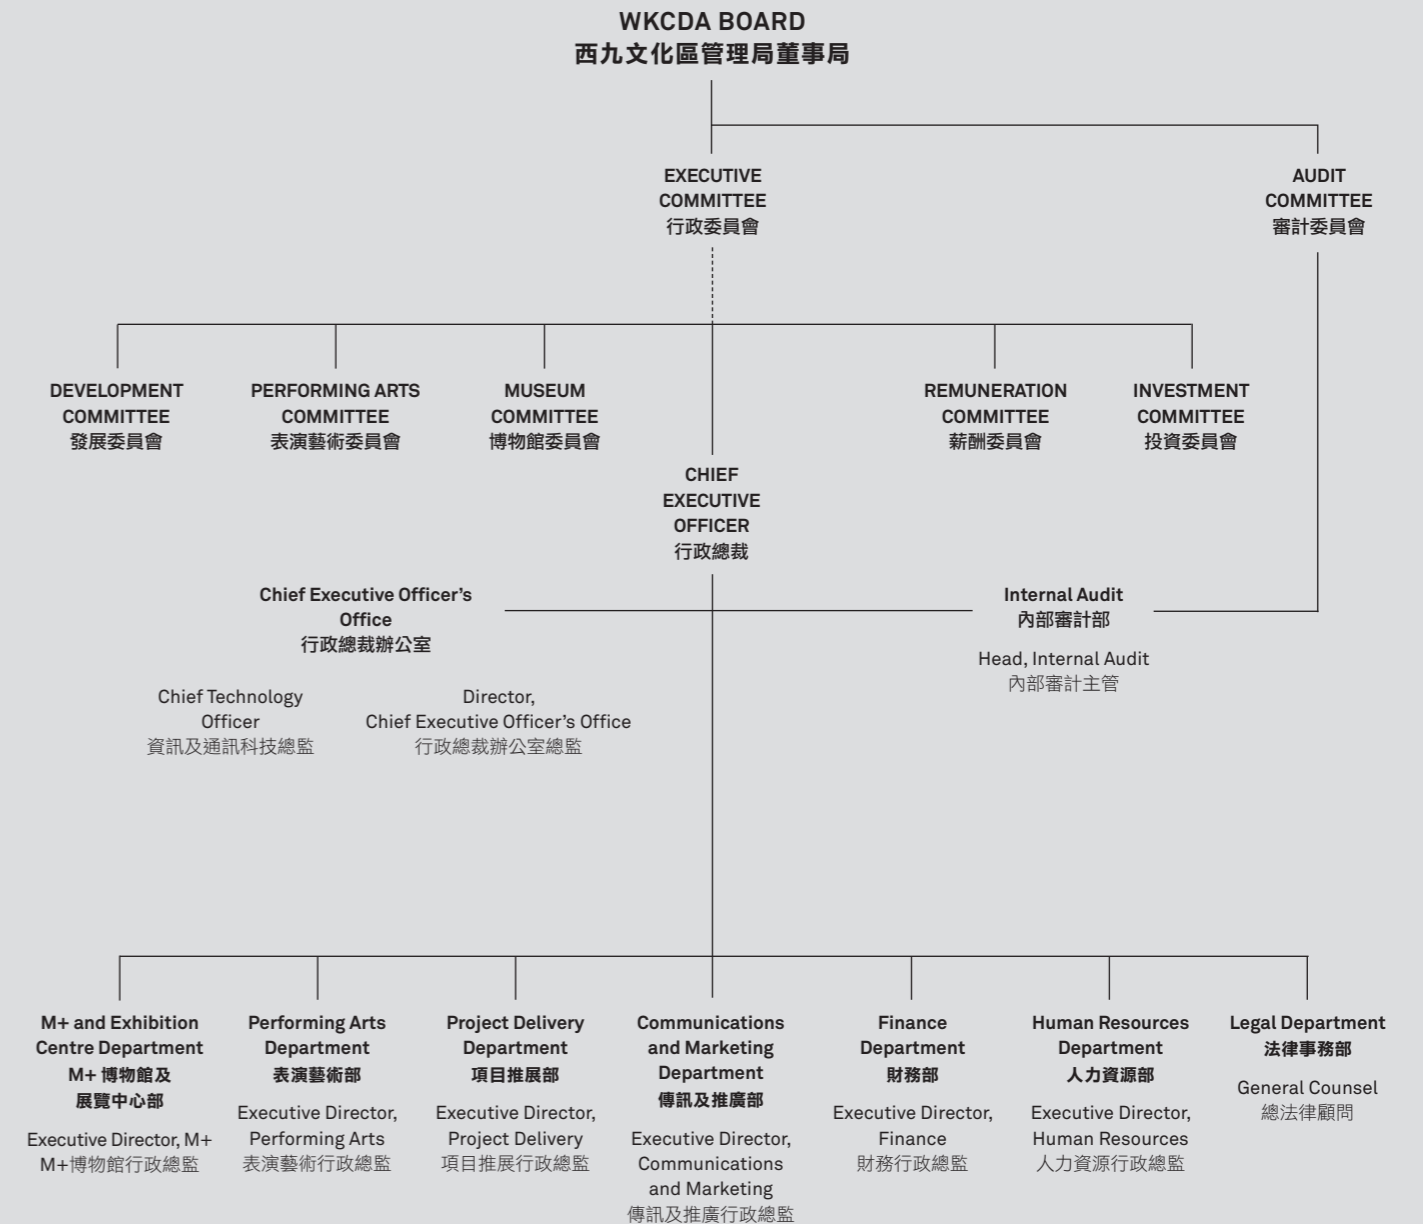 WKCDA BOARD
西九文化區管理局董事局
EXECUTIVE
COMMITTEE
行政委員會
AUDIT
COMMITTEE
審計委員會
DEVELOPMENT
COMMITTEE
發展委員會
PERFORMING ARTS
COMMITTEE
表演藝術委員會
MUSEUM
COMMITTEE
博物館委員會
REMUNERATION
COMMITTEE
薪酬委員會
INVESTMENT
COMMITTEE
投資委員會
CHIEF
EXECUTIVE
OFFICER
行政總裁
Chief Executive Officer’s
Office
行政總裁辦公室
Chief Technology
Officer
資訊及通訊科技總監
Director,
Chief Executive Officer’s Office
行政總裁辦公室總監
Internal Audit
內部審計部
Head, Internal Audit
內部審計主管
M+ and Exhibition
Centre Department
M+ 博物館及
展覽中心部
Executive Director, M+
M+博物館行政總監
Performing Arts
Department
表演藝術部
Executive Director,
Performing Arts
表演藝術行政總監
Project Delivery
Department
項目推展部
Executive Director,
Project Delivery
項目推展行政總監
Communications
and Marketing
Department
傳訊及推廣部
Executive Director,
Communications
and Marketing
傳訊及推廣行政總監
Finance
Department
財務部
Executive Director,
Finance
財務行政總監
Human Resources
Department
人力資源部
Executive Director,
Human Resources
人力資源行政總監
Legal Department
法律事務部
General Counsel
總法律顧問